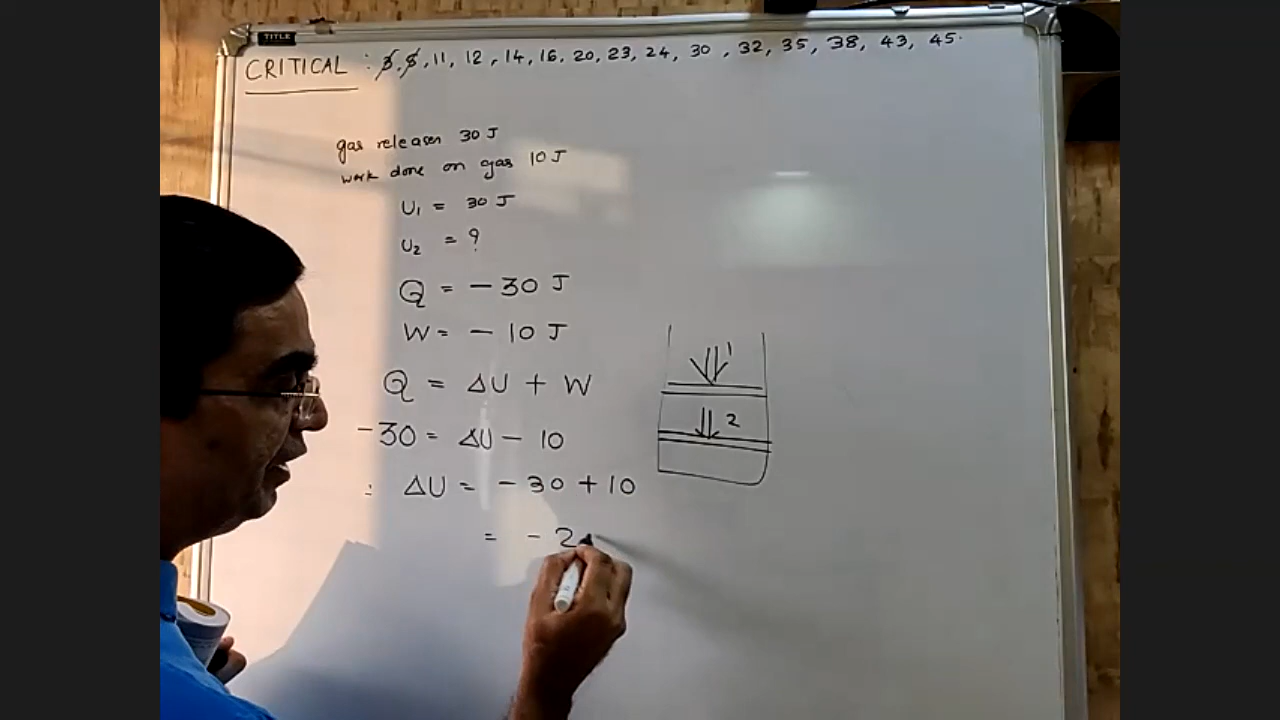 TITLE
CRITICAL : 3, 5, 11, 12, 14, 16, 20, 23, 24, 30, 32, 35, 38, 43, 45.
gas releases 30 J
work done on gas 10 J
U₁ = 30 J
U₂ = ?
Q = - 30 J
W = - 10 J
Q = ΔU + W
-30 = ΔU - 10
∴ ΔU = - 30 + 10
= - 2
1
2